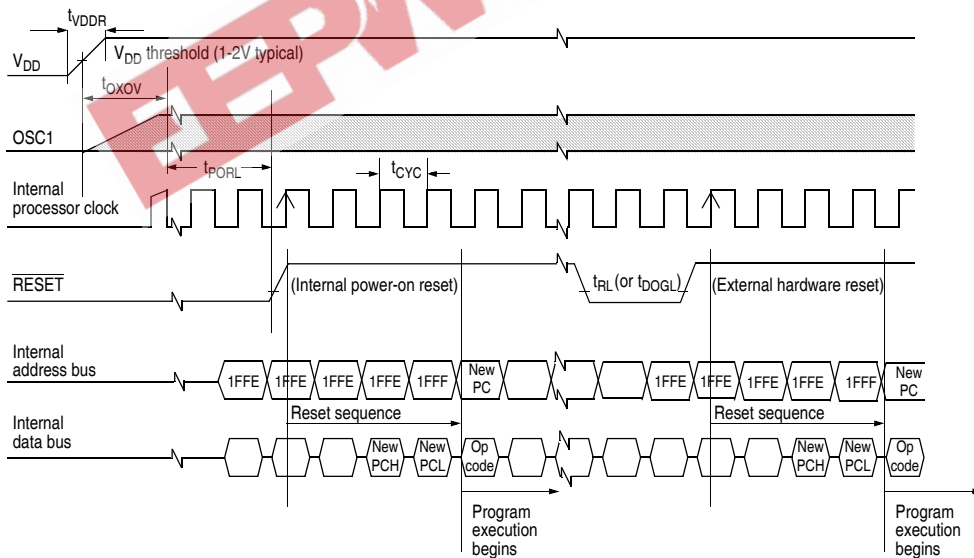 tVDDR
VDD
VDD threshold (1-2V typical)
tOXOV
EEPW
OSC1
tPORL
tCYC
Internal
processor clock
RESET
(Internal power-on reset)
tRL (or tDOGL)
(External hardware reset)
Internal
address bus
1FFE 1FFE 1FFE 1FFE 1FFF New PC 1FFE 1FFE 1FFE 1FFE 1FFF New PC
Reset sequence Reset sequence
Internal
data bus
New PCH New PCL Op code New PCH New PCL Op code
Program
execution
begins
Program
execution
begins